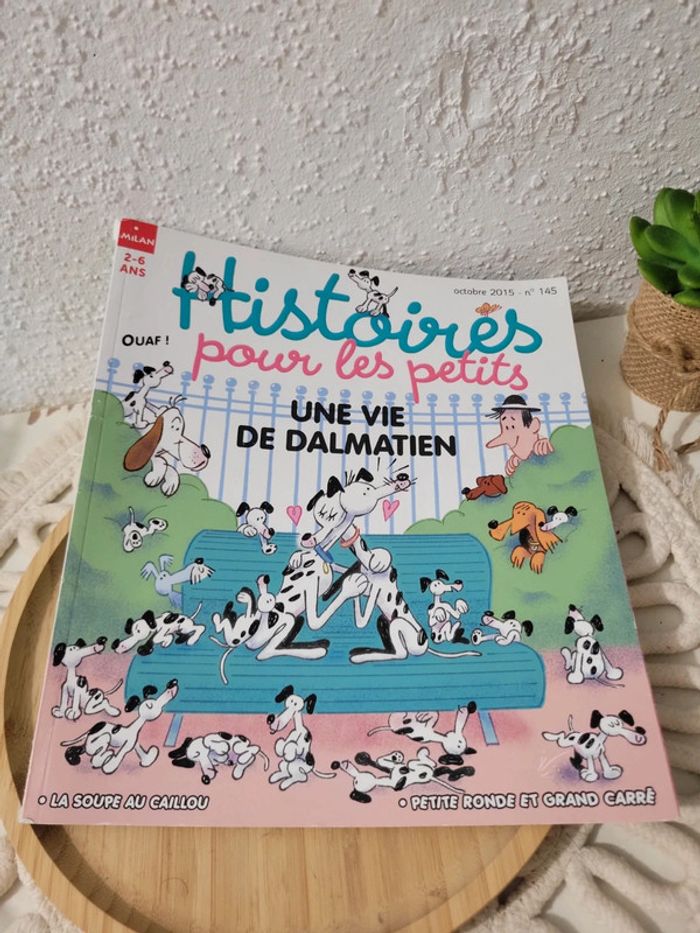 MiLAN
2-6
ANS
octobre 2015 - n° 145
Histoires
OUAF !
pour les petits
UNE VIE
DE DALMATIEN
• LA SOUPE AU CAILLOU
• PETITE RONDE ET GRAND CARRÉ